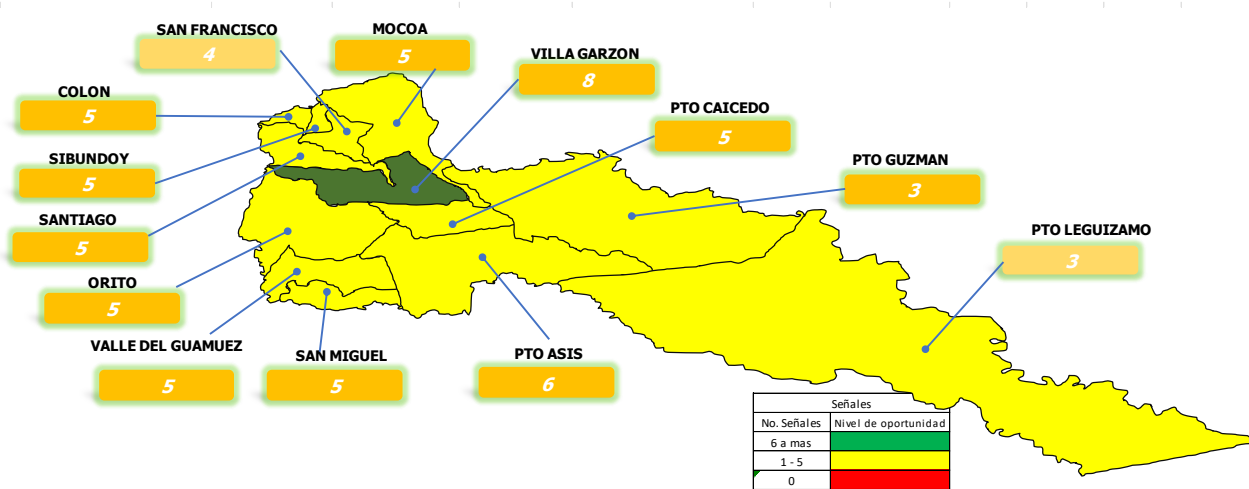 SAN FRANCISCO
4
MOCOA
5
VILLA GARZON
8
COLON
5
PTO CAICEDO
5
SIBUNDOY
5
PTO GUZMAN
3
SANTIAGO
5
PTO LEGUIZAMO
3
ORITO
5
VALLE DEL GUAMUEZ
5
SAN MIGUEL
5
PTO ASIS
6
Señales
No. Señales Nivel de oportunidad
6 a mas
1 - 5
0